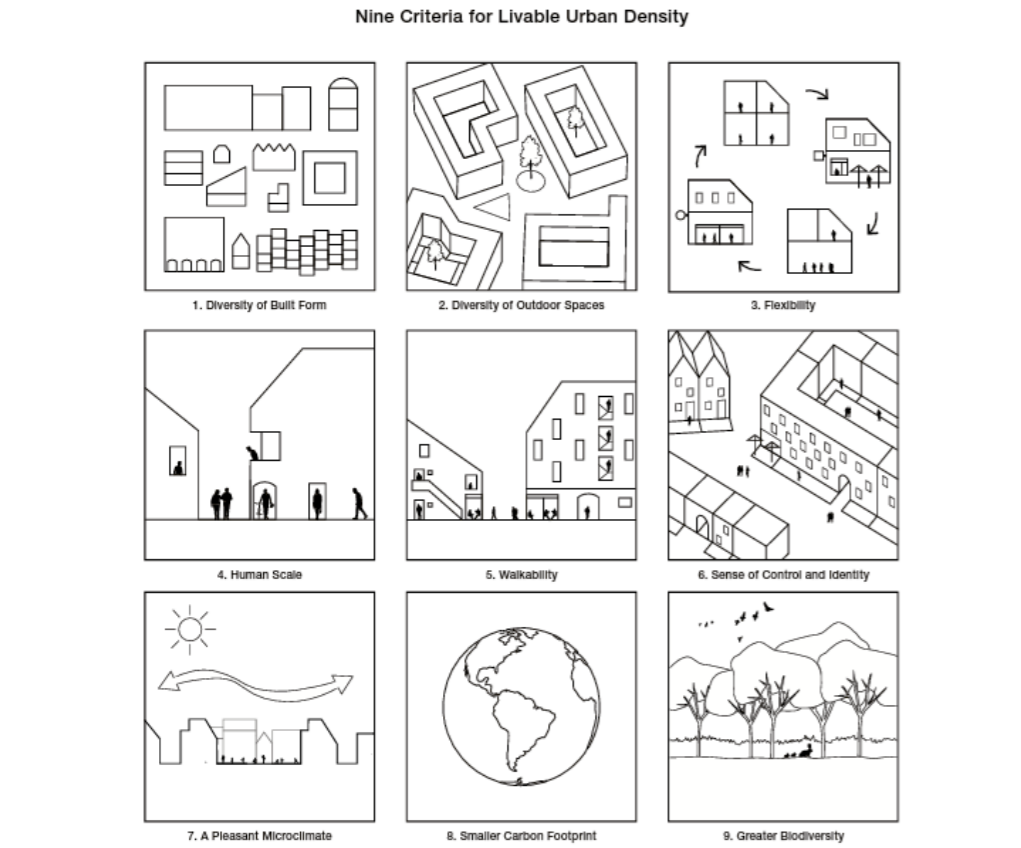 Nine Criteria for Livable Urban Density
1. Diversity of Built Form
2. Diversity of Outdoor Spaces
3. Flexibility
4. Human Scale
5. Walkability
6. Sense of Control and Identity
7. A Pleasant Microclimate
8. Smaller Carbon Footprint
9. Greater Biodiversity